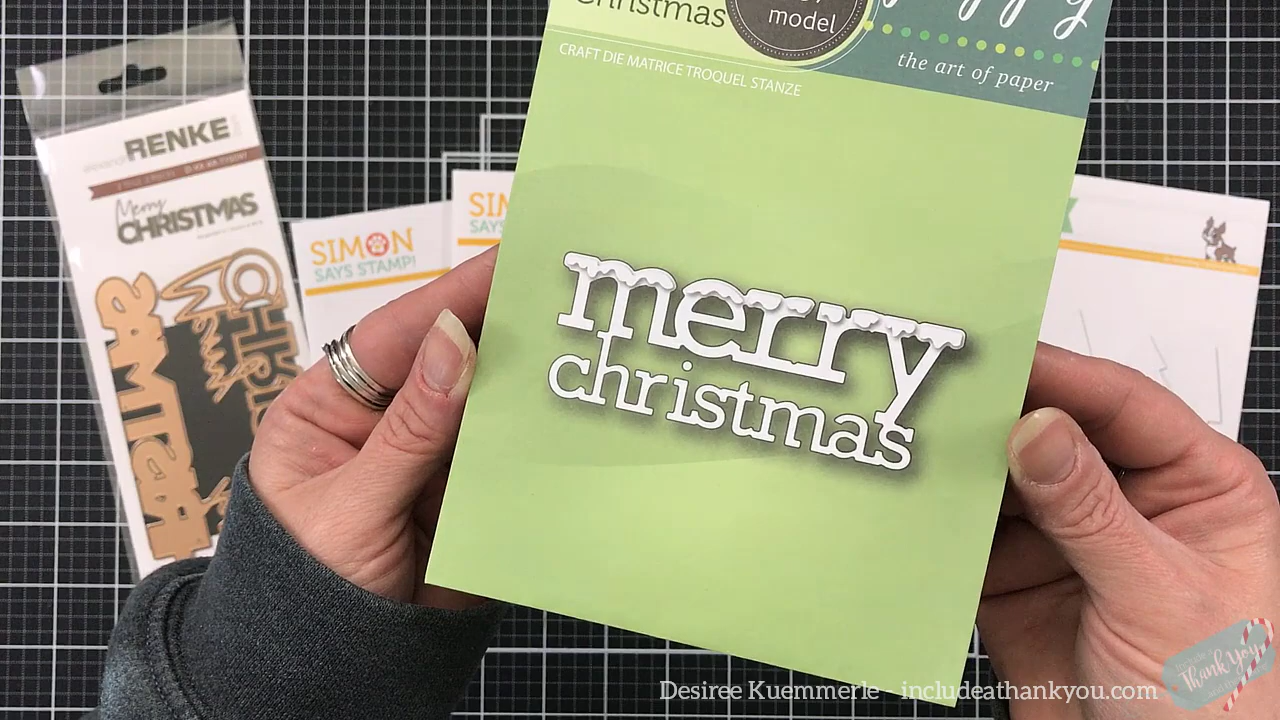 Christmas
model
the art of paper
CRAFT DIE MATRICE TROQUEL STANZE
merry
christmas
RENKE
Merry
CHRISTMAS
SIMON
SAYS STAMP!
SIM
SAYS
Desiree Kuemmerle - includeathankyou.com
Thank You